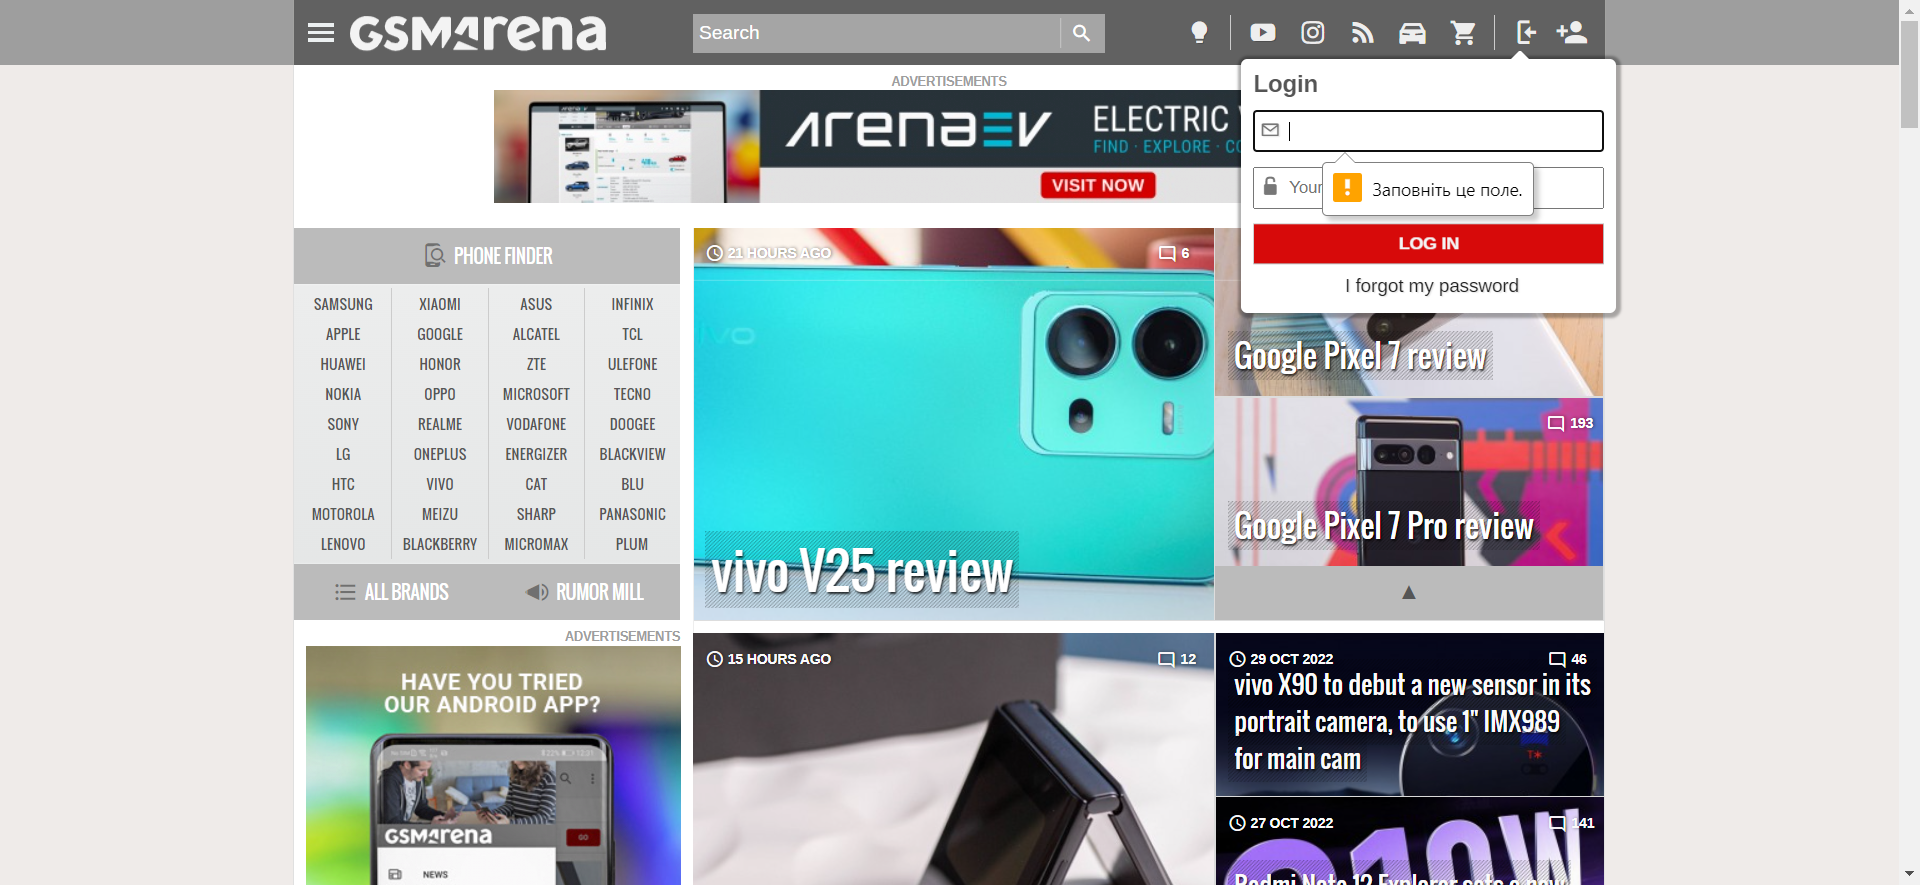 GSMArena
Search
Login
Your
Заповніть це поле.
LOG IN
I forgot my password
ADVERTISEMENTS
arenaEV
ELECTRIC
FIND · EXPLORE · CO
VISIT NOW
PHONE FINDER
SAMSUNG XIAOMI ASUS INFINIX
APPLE GOOGLE ALCATEL TCL
HUAWEI HONOR ZTE ULEFONE
NOKIA OPPO MICROSOFT TECNO
SONY REALME VODAFONE DOOGEE
LG ONEPLUS ENERGIZER BLACKVIEW
HTC VIVO CAT BLU
MOTOROLA MEIZU SHARP PANASONIC
LENOVO BLACKBERRY MICROMAX PLUM
ALL BRANDS RUMOR MILL
21 HOURS AGO 6
vivo V25 review
Google Pixel 7 review
193
Google Pixel 7 Pro review
ADVERTISEMENTS
HAVE YOU TRIED
OUR ANDROID APP?
GSMArena
GO
NEWS
15 HOURS AGO 12
29 OCT 2022 46
vivo X90 to debut a new sensor in its
portrait camera, to use 1" IMX989
for main cam
27 OCT 2022 141
Redmi Note 12 Explorer sets a new